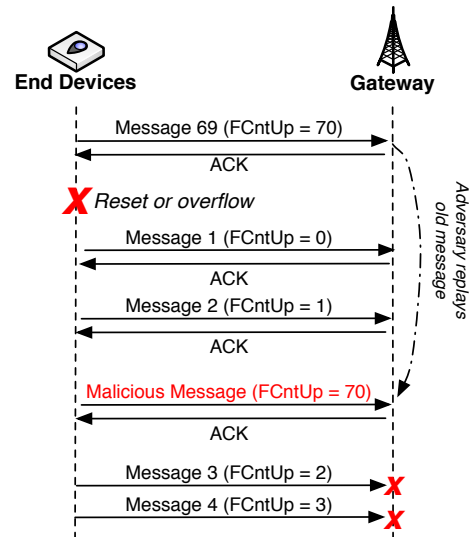 End Devices
Gateway
Message 69 (FCntUp = 70)
ACK
X Reset or overflow
Adversary replays
old message
Message 1 (FCntUp = 0)
ACK
Message 2 (FCntUp = 1)
ACK
Malicious Message (FCntUp = 70)
ACK
Message 3 (FCntUp = 2)
X
Message 4 (FCntUp = 3)
X